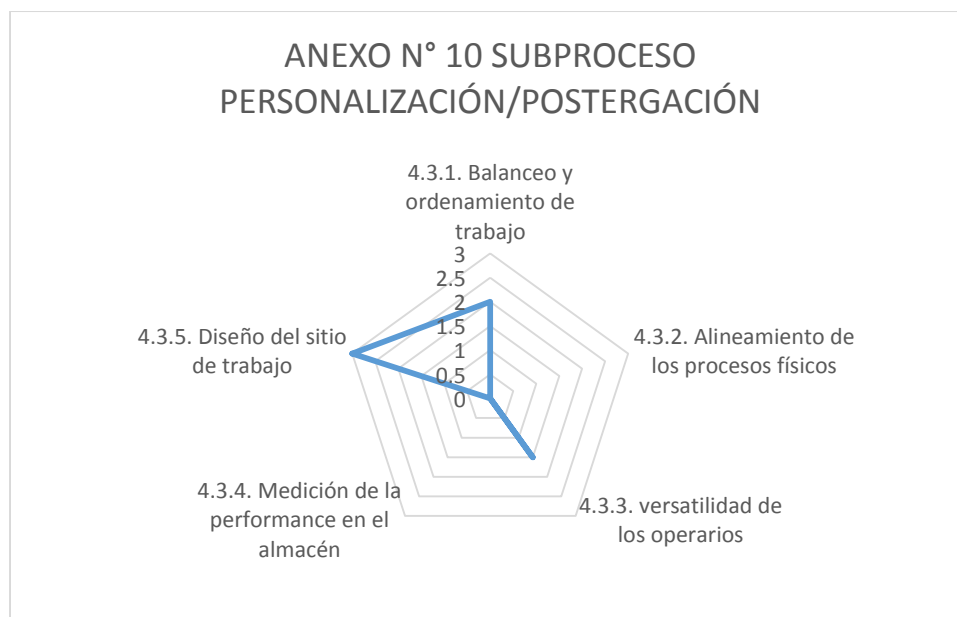 ANEXO N° 10 SUBPROCESO
PERSONALIZACIÓN/POSTERGACIÓN
4.3.1. Balanceo y
ordenamiento de
trabajo
3
2.5
2
1.5
1
0.5
0
4.3.2. Alineamiento de
los procesos físicos
4.3.3. versatilidad de
los operarios
4.3.4. Medición de la
performance en el
almacén
4.3.5. Diseño del sitio
de trabajo